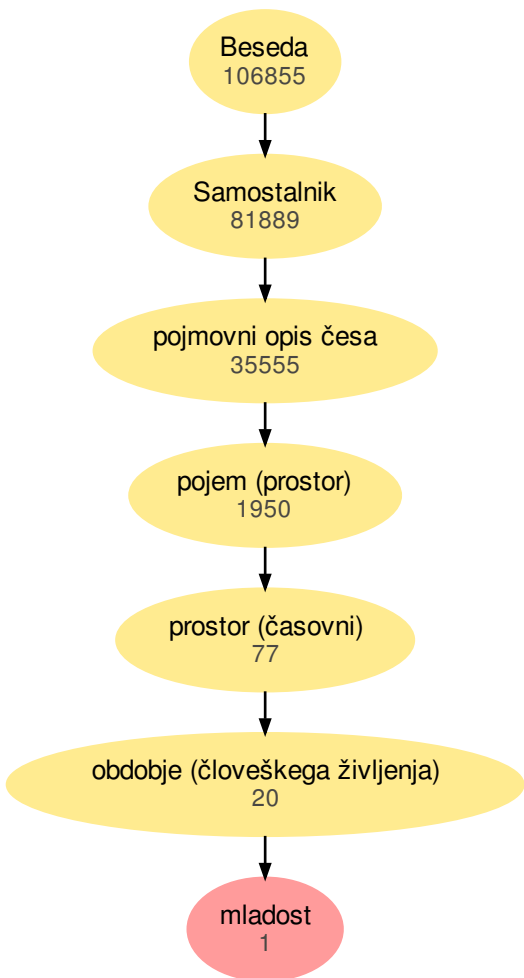 Beseda
106855
Samostalnik
81889
pojmovni opis česa
35555
pojem (prostor)
1950
prostor (časovni)
77
obdobje (človeškega življenja)
20
mladost
1